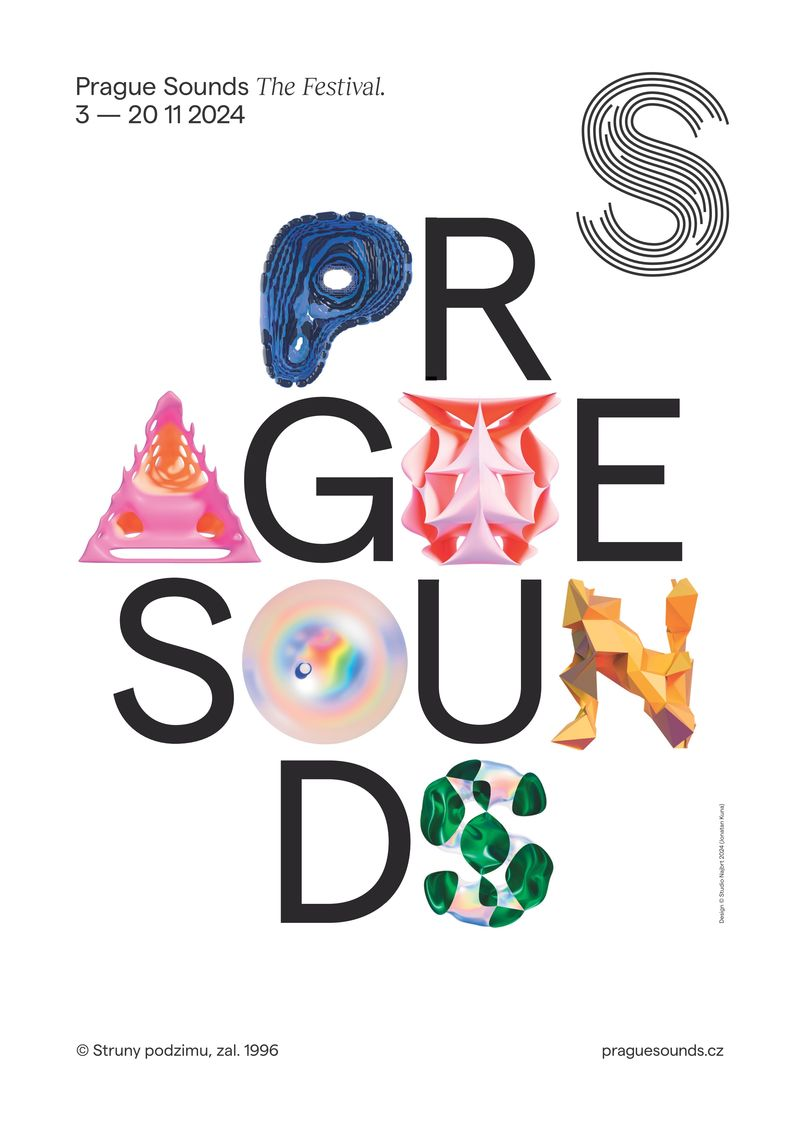 Prague Sounds The Festival.
3 — 20 11 2024
S
PR
AGUE
SOUN
DS
Design © Studio Najbrt 2024 (Jonatan Kuna)
© Struny podzimu, zal. 1996
praguesounds.cz